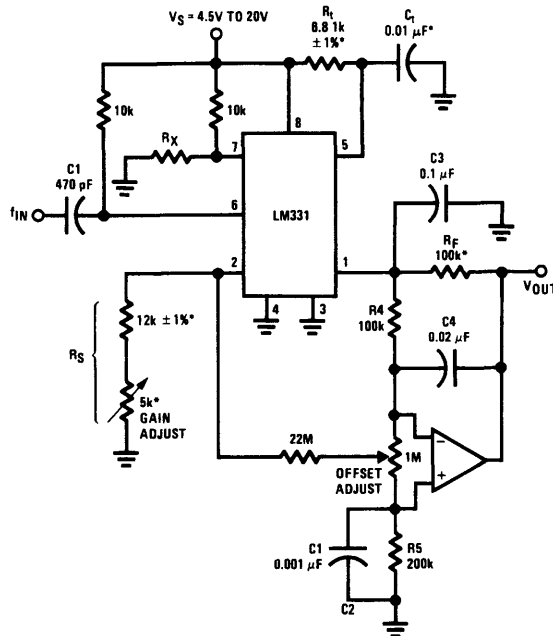 VS = 4.5V TO 20V
Rt
6.8 1k
± 1%*
Ct
0.01 µF*
10k
10k
8
RX
7
5
C1
470 pF
C3
0.1 µF
fIN
6
LM331
RF
100k*
2
1
VOUT
4
3
R4
100k
12k ± 1%*
C4
0.02 µF
RS
5k*
GAIN
ADJUST
22M
1M
OFFSET
ADJUST
−
+
C1
0.001 µF
R5
200k
C2